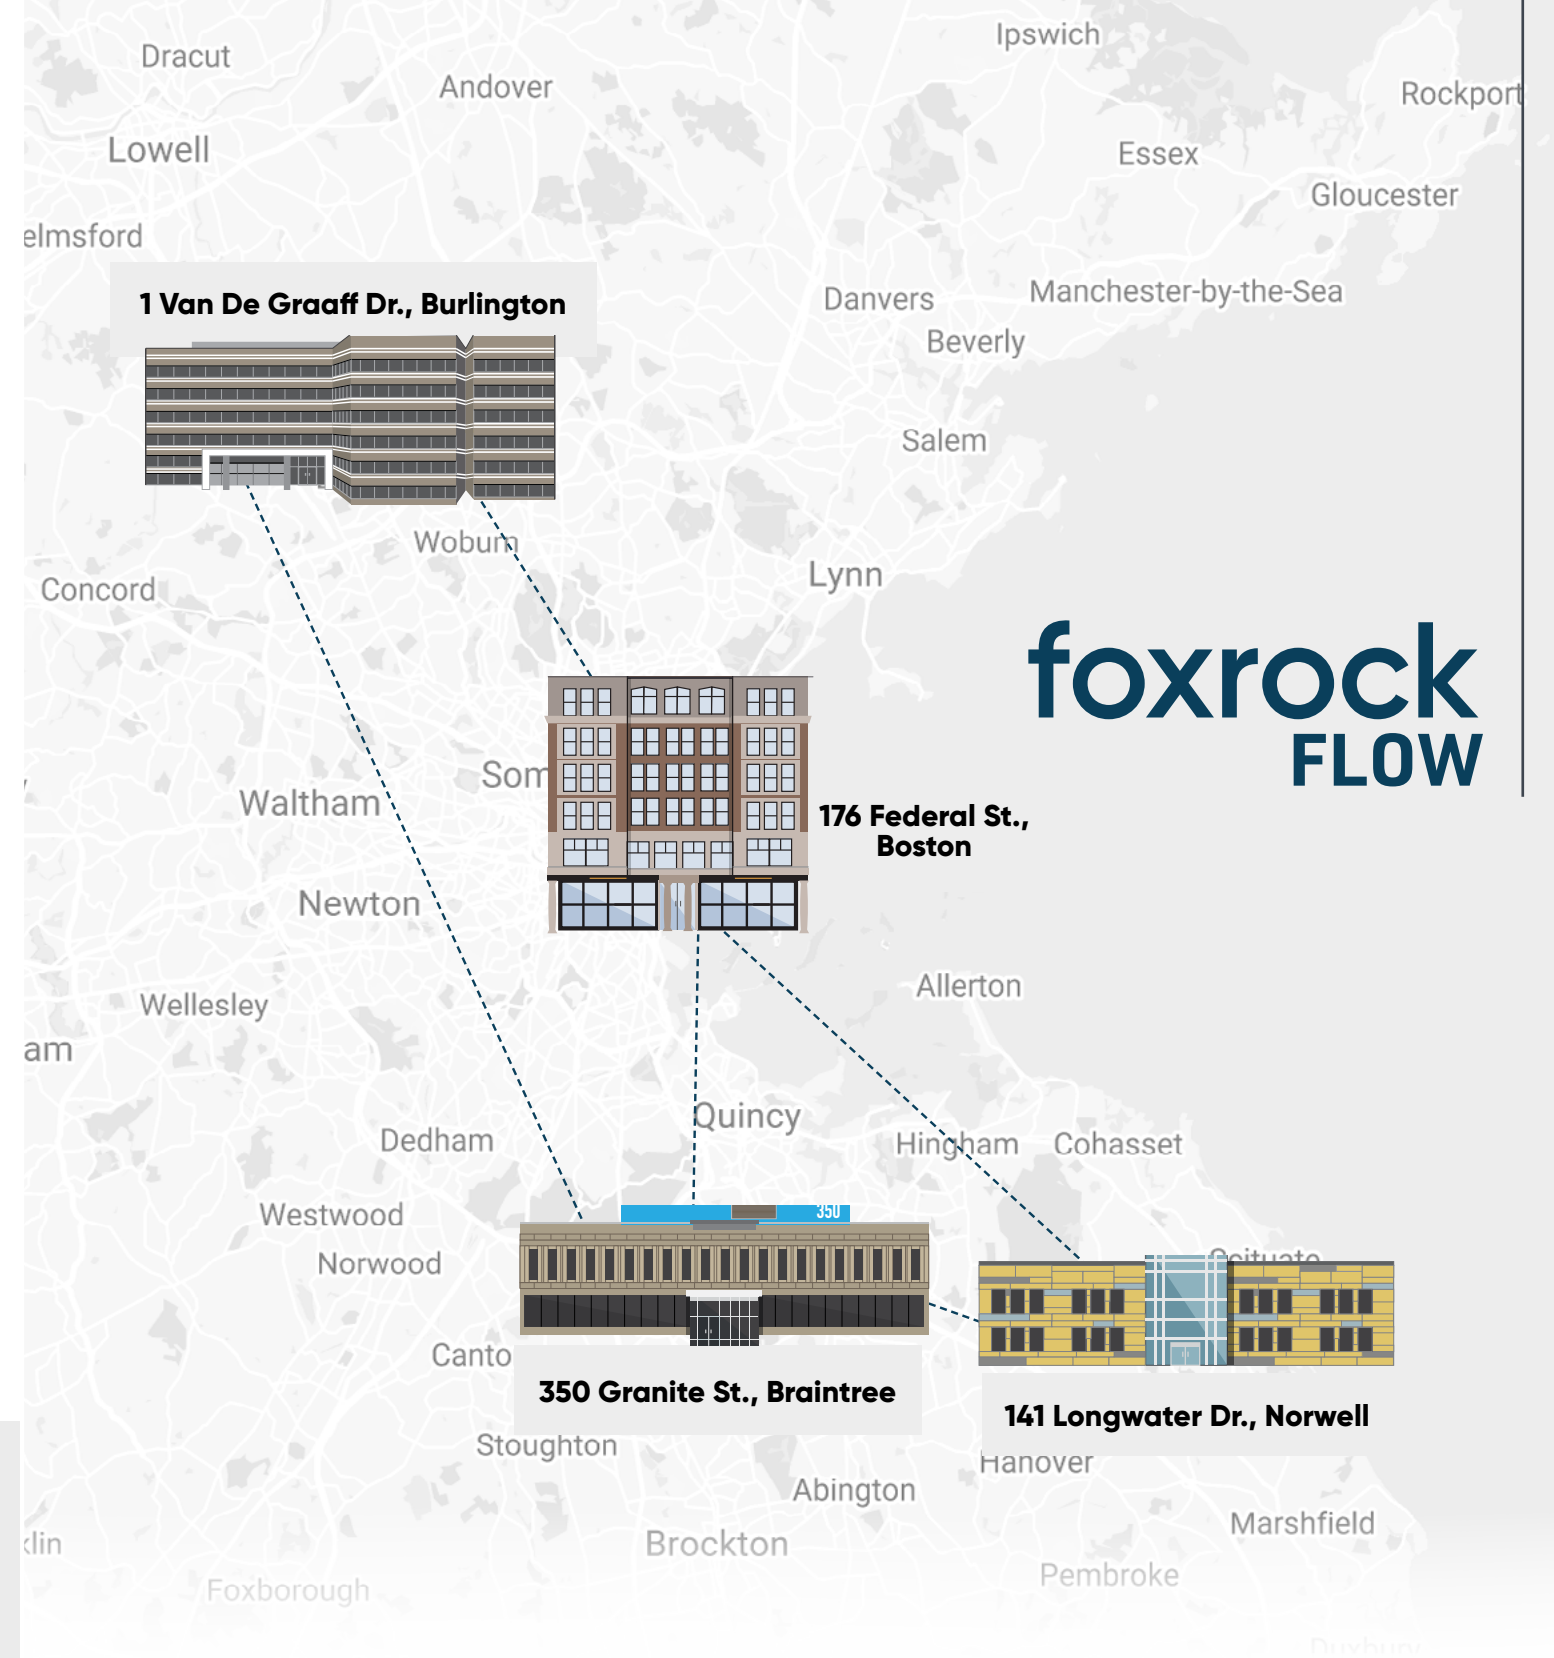 Ipswich
Dracut
Andover
Rockport
Lowell
Essex
Gloucester
elmsford
Danvers
Manchester-by-the-Sea
1 Van De Graaff Dr., Burlington
Beverly
Salem
Woburn
Lynn
Concord
foxrock
FLOW
Som
Waltham
176 Federal St.,
Boston
Newton
Allerton
Wellesley
am
Quincy
Dedham
Hingham
Cohasset
Westwood
350
Norwood
Scituate
Canto
350 Granite St., Braintree
141 Longwater Dr., Norwell
Stoughton
Hanover
Abington
Marshfield
Brockton
klin
Pembroke
Foxborough
Duxbury